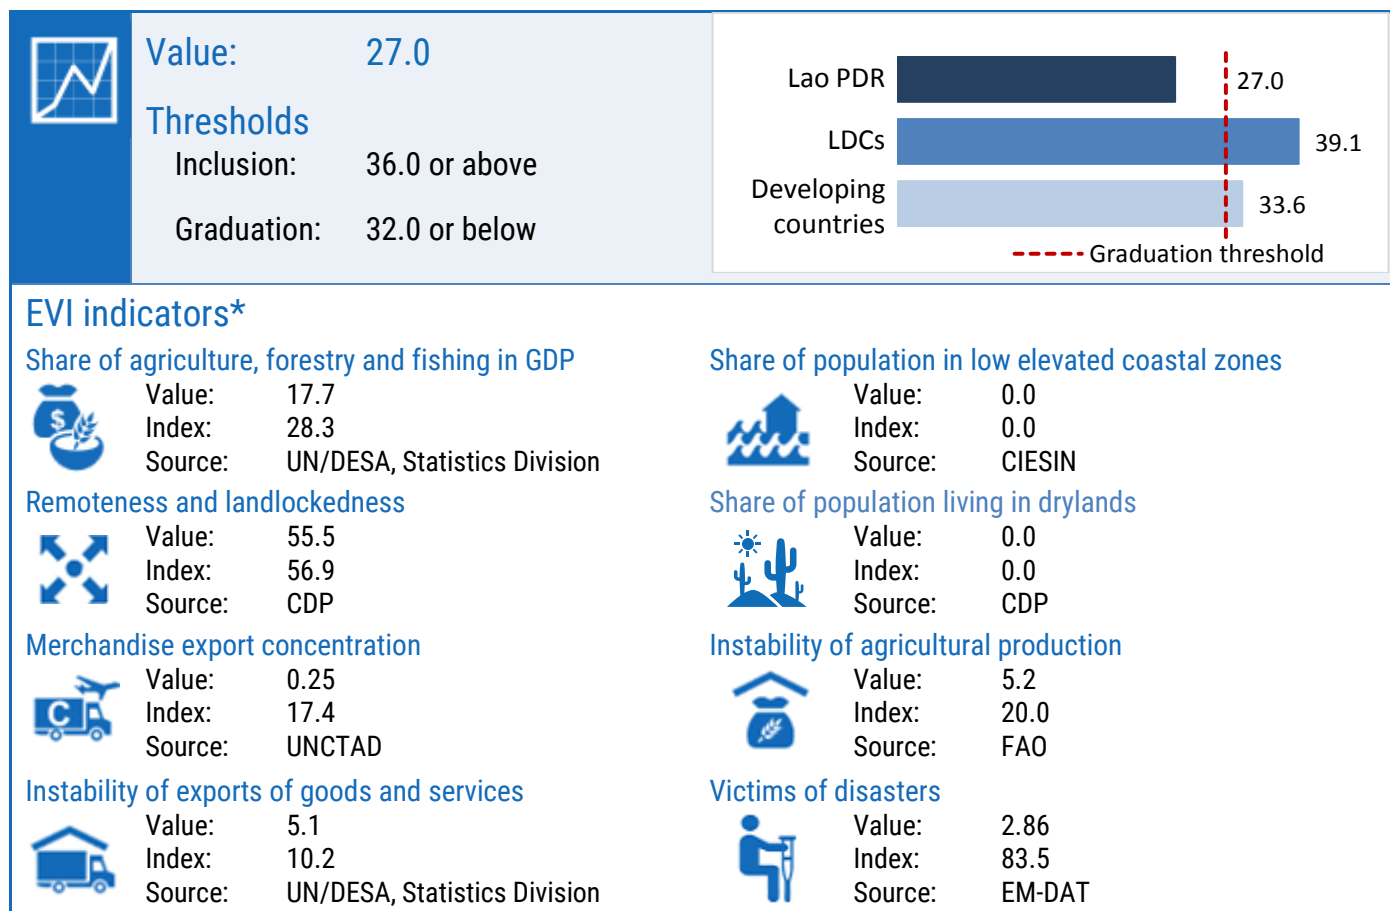 Value: 27.0
Thresholds
Inclusion: 36.0 or above
Graduation: 32.0 or below
Lao PDR 27.0
LDCs 39.1
Developing
countries 33.6
Graduation threshold
EVI indicators*
Share of agriculture, forestry and fishing in GDP
$
Value: 17.7
Index: 28.3
Source: UN/DESA, Statistics Division
Share of population in low elevated coastal zones
Value: 0.0
Index: 0.0
Source: CIESIN
Remoteness and landlockedness
Value: 55.5
Index: 56.9
Source: CDP
Share of population living in drylands
Value: 0.0
Index: 0.0
Source: CDP
Merchandise export concentration
C
Value: 0.25
Index: 17.4
Source: UNCTAD
Instability of agricultural production
Value: 5.2
Index: 20.0
Source: FAO
Instability of exports of goods and services
Value: 5.1
Index: 10.2
Source: UN/DESA, Statistics Division
Victims of disasters
Value: 2.86
Index: 83.5
Source: EM-DAT